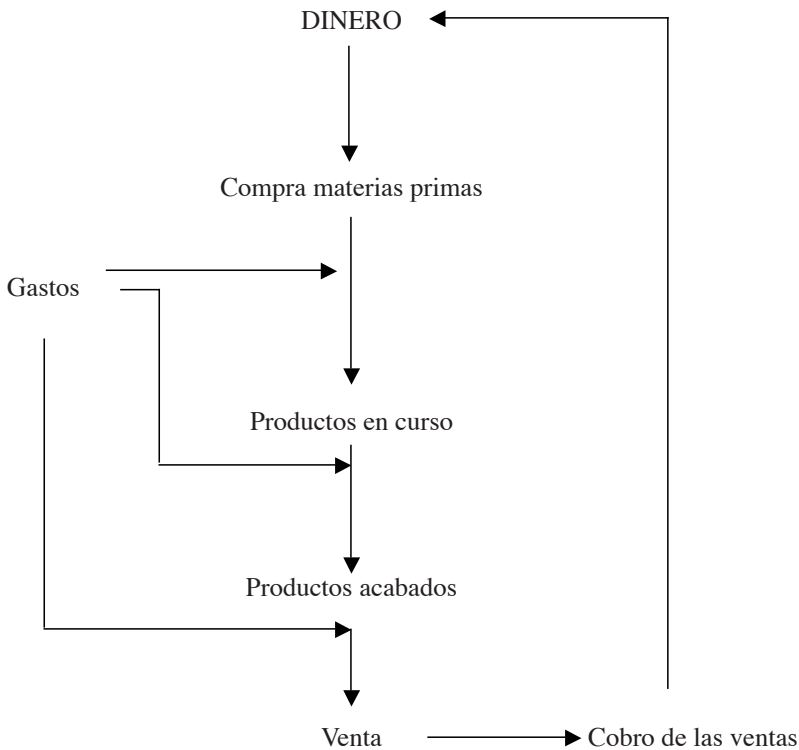 DINERO
Compra materias primas
Gastos
Productos en curso
Productos acabados
Venta
Cobro de las ventas